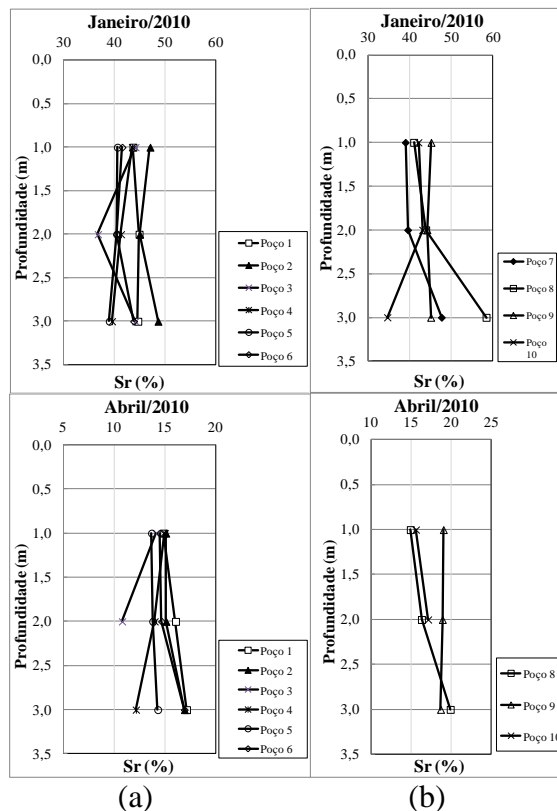 Janeiro/2010
30 40 50 60
0,0
0,5
1,0
1,5
2,0
2,5
3,0
3,5
Profundidade (m)
Sr (%)
Poço 1
Poço 2
Poço 3
Poço 4
Poço 5
Poço 6
Janeiro/2010
30 40 50 60
0,0
0,5
1,0
1,5
2,0
2,5
3,0
3,5
Profundidade (m)
Sr (%)
Poço 7
Poço 8
Poço 9
Poço
10
Abril/2010
5 10 15 20
0,0
0,5
1,0
1,5
2,0
2,5
3,0
3,5
Profundidade (m)
Sr (%)
Poço 1
Poço 2
Poço 3
Poço 4
Poço 5
Poço 6
Abril/2010
10 15 20 25
0,0
0,5
1,0
1,5
2,0
2,5
3,0
3,5
Profundidade (m)
Sr (%)
Poço 8
Poço 9
Poço 10
(a) (b)